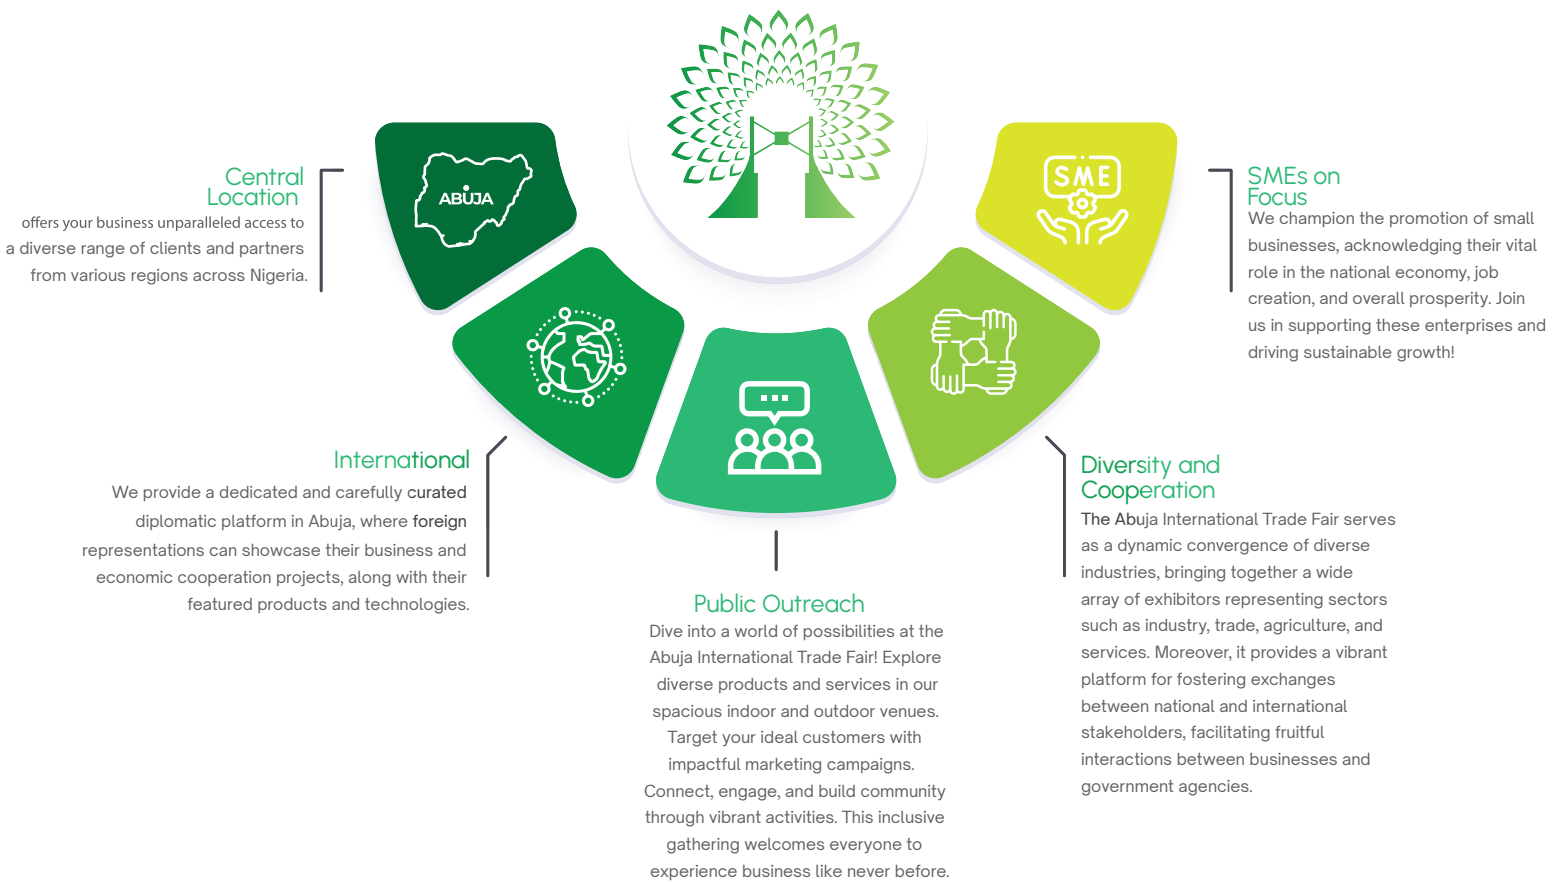 ABUJA
SME
Central
Location
offers your business unparalleled access to
a diverse range of clients and partners
from various regions across Nigeria.
International
We provide a dedicated and carefully curated
diplomatic platform in Abuja, where foreign
representations can showcase their business and
economic cooperation projects, along with their
featured products and technologies.
Public Outreach
Dive into a world of possibilities at the
Abuja International Trade Fair! Explore
diverse products and services in our
spacious indoor and outdoor venues.
Target your ideal customers with
impactful marketing campaigns.
Connect, engage, and build community
through vibrant activities. This inclusive
gathering welcomes everyone to
experience business like never before.
Diversity and
Cooperation
The Abuja International Trade Fair serves
as a dynamic convergence of diverse
industries, bringing together a wide
array of exhibitors representing sectors
such as industry, trade, agriculture, and
services. Moreover, it provides a vibrant
platform for fostering exchanges
between national and international
stakeholders, facilitating fruitful
interactions between businesses and
government agencies.
SMEs on
Focus
We champion the promotion of small
businesses, acknowledging their vital
role in the national economy, job
creation, and overall prosperity. Join
us in supporting these enterprises and
driving sustainable growth!